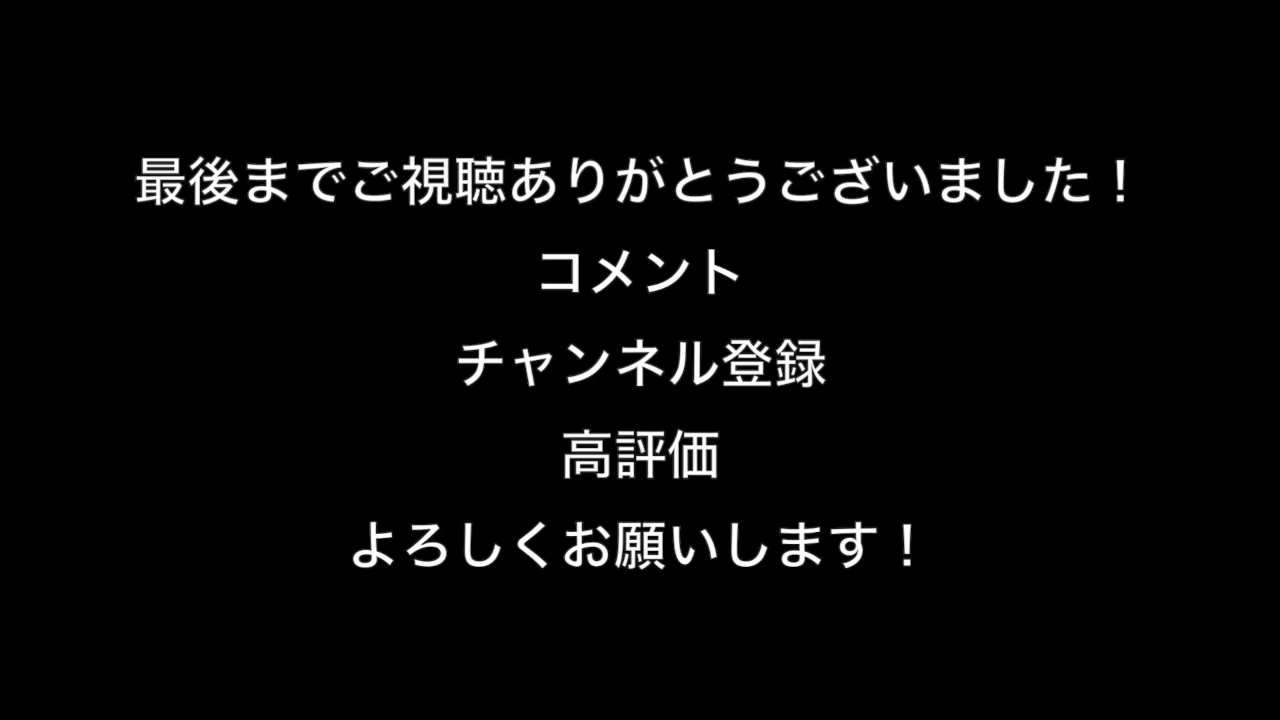 最後までご視聴ありがとうございました！
コメント
チャンネル登録
高評価
よろしくお願いします！